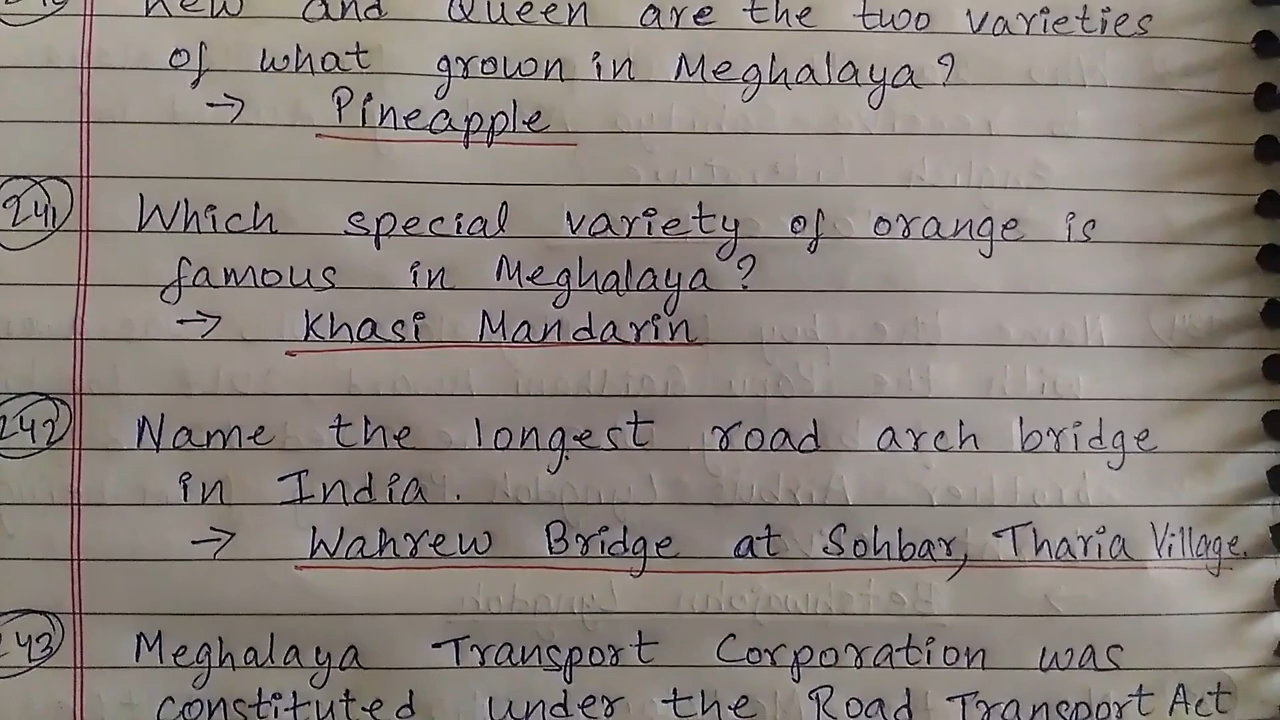 New and Queen are the two varieties
of what grown in Meghalaya?
→ Pineapple
241 Which special variety of orange is
famous in Meghalaya?
→ Khasi Mandarin
242 Name the longest road arch bridge
in India.
→ Wahrew Bridge at Sohbar, Tharia Village.
243 Meghalaya Transport Corporation was
constituted under the Road Transport Act